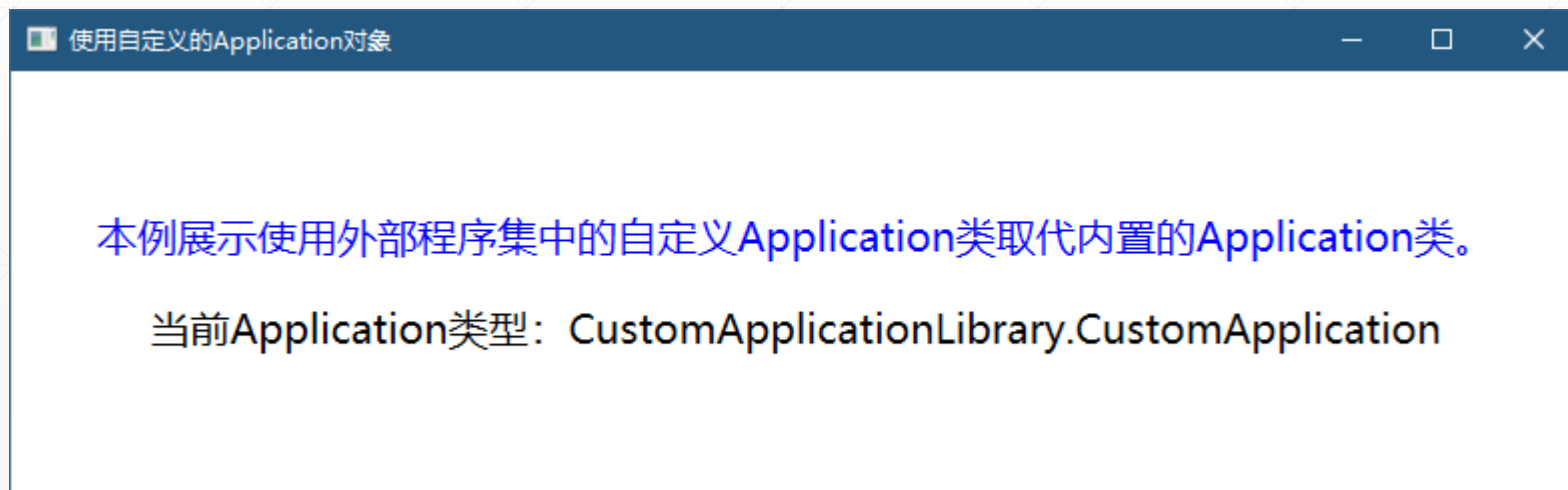 使用自定义的Application对象
本例展示使用外部程序集中的自定义Application类取代内置的Application类。
当前Application类型：CustomApplicationLibrary.CustomApplication